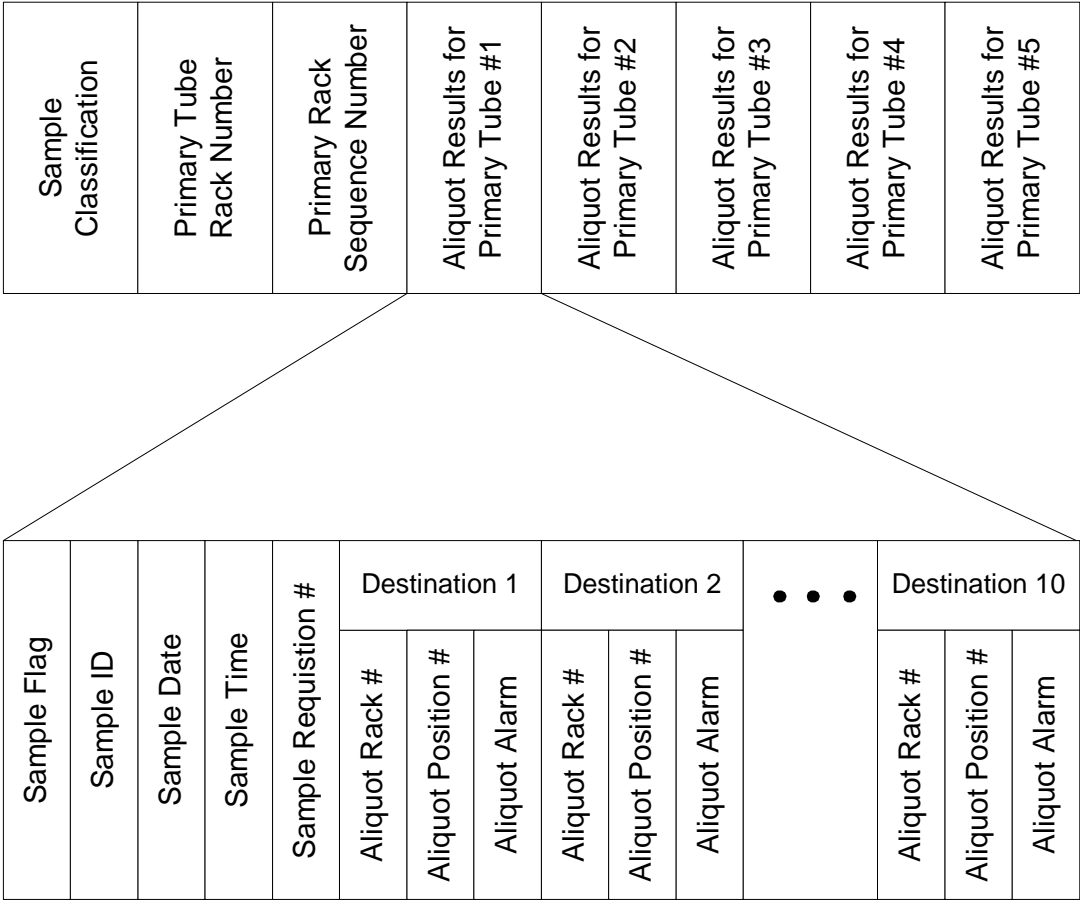 Sample
Classification
Primary Tube
Rack Number
Primary Rack
Sequence Number
Aliquot Results for
Primary Tube #1
Aliquot Results for
Primary Tube #2
Aliquot Results for
Primary Tube #3
Aliquot Results for
Primary Tube #4
Aliquot Results for
Primary Tube #5
Sample Flag
Sample ID
Sample Date
Sample Time
Sample Requistion #
Destination 1
Aliquot Rack #
Aliquot Position #
Aliquot Alarm
Destination 2
Aliquot Rack #
Aliquot Position #
Aliquot Alarm
• • •
Destination 10
Aliquot Rack #
Aliquot Position #
Aliquot Alarm